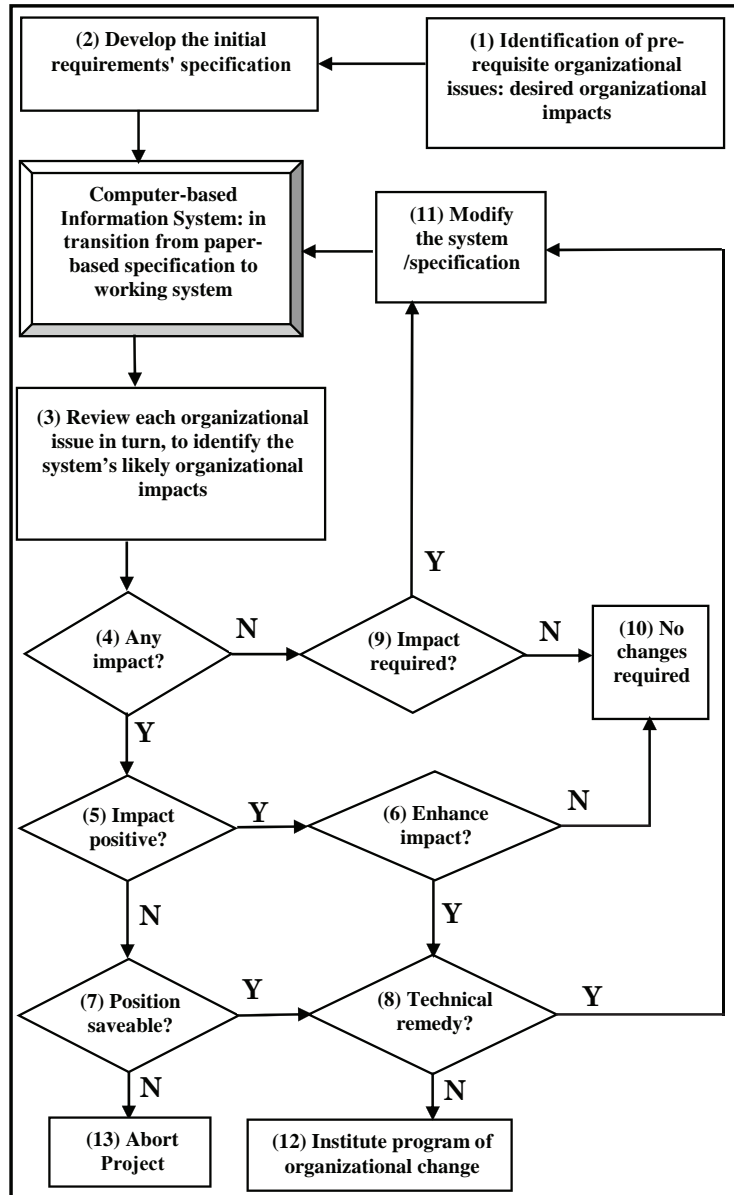 (2) Develop the initial
requirements' specification
(1) Identification of pre-
requisite organizational
issues: desired organizational
impacts
Computer-based
Information System: in
transition from paper-
based specification to
working system
(11) Modify
the system
/specification
(3) Review each organizational
issue in turn, to identify the
system’s likely organizational
impacts
Y
(4) Any
impact?
N
(9) Impact
required?
N
(10) No
changes
required
Y
(5) Impact
positive?
Y
(6) Enhance
impact?
N
N
Y
(7) Position
saveable?
Y
(8) Technical
remedy?
Y
N
N
(13) Abort
Project
(12) Institute program of
organizational change